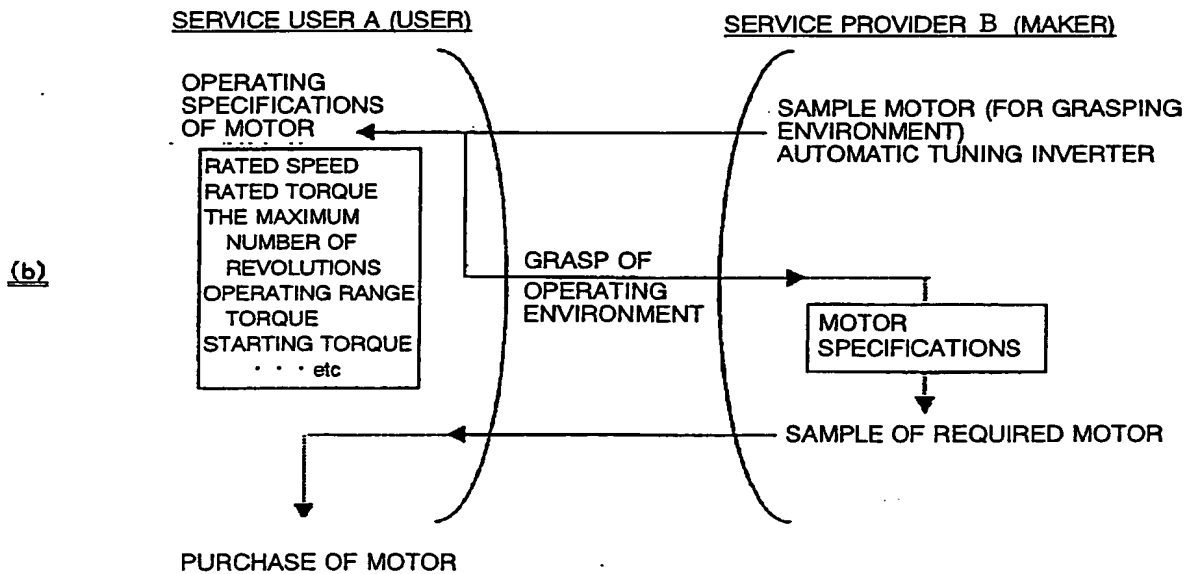 SERVICE USER A (USER)
SERVICE PROVIDER B (MAKER)
OPERATING
SPECIFICATIONS
OF MOTOR
RATED SPEED
RATED TORQUE
THE MAXIMUM
NUMBER OF
REVOLUTIONS
OPERATING RANGE
TORQUE
STARTING TORQUE
· · · etc
SAMPLE MOTOR (FOR GRASPING
ENVIRONMENT)
AUTOMATIC TUNING INVERTER
(b)
GRASP OF
OPERATING
ENVIRONMENT
MOTOR
SPECIFICATIONS
SAMPLE OF REQUIRED MOTOR
PURCHASE OF MOTOR